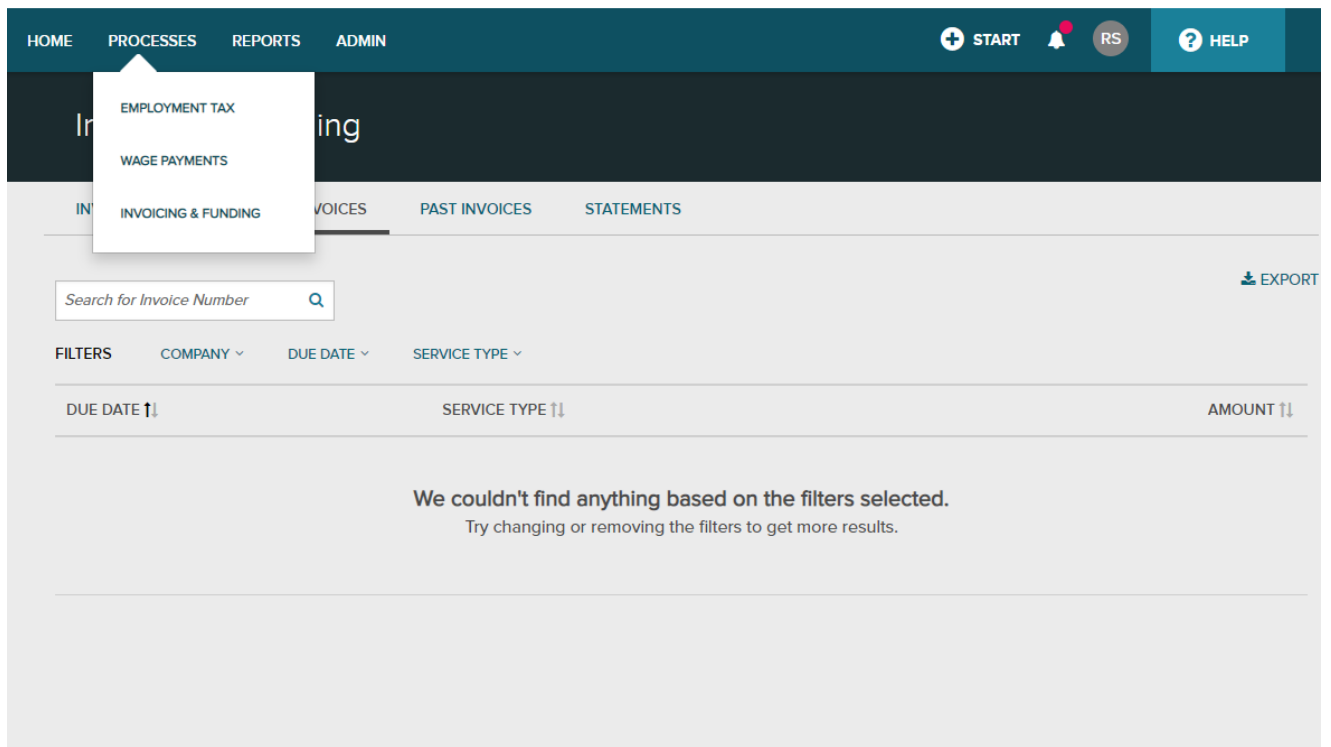 HOME PROCESSES REPORTS ADMIN START RS ? HELP
EMPLOYMENT TAX
WAGE PAYMENTS
INVOICING & FUNDING
ing
PAST INVOICES STATEMENTS
EXPORT
Search for Invoice Number
FILTERS COMPANY DUE DATE SERVICE TYPE
DUE DATE SERVICE TYPE AMOUNT
We couldn't find anything based on the filters selected.
Try changing or removing the filters to get more results.